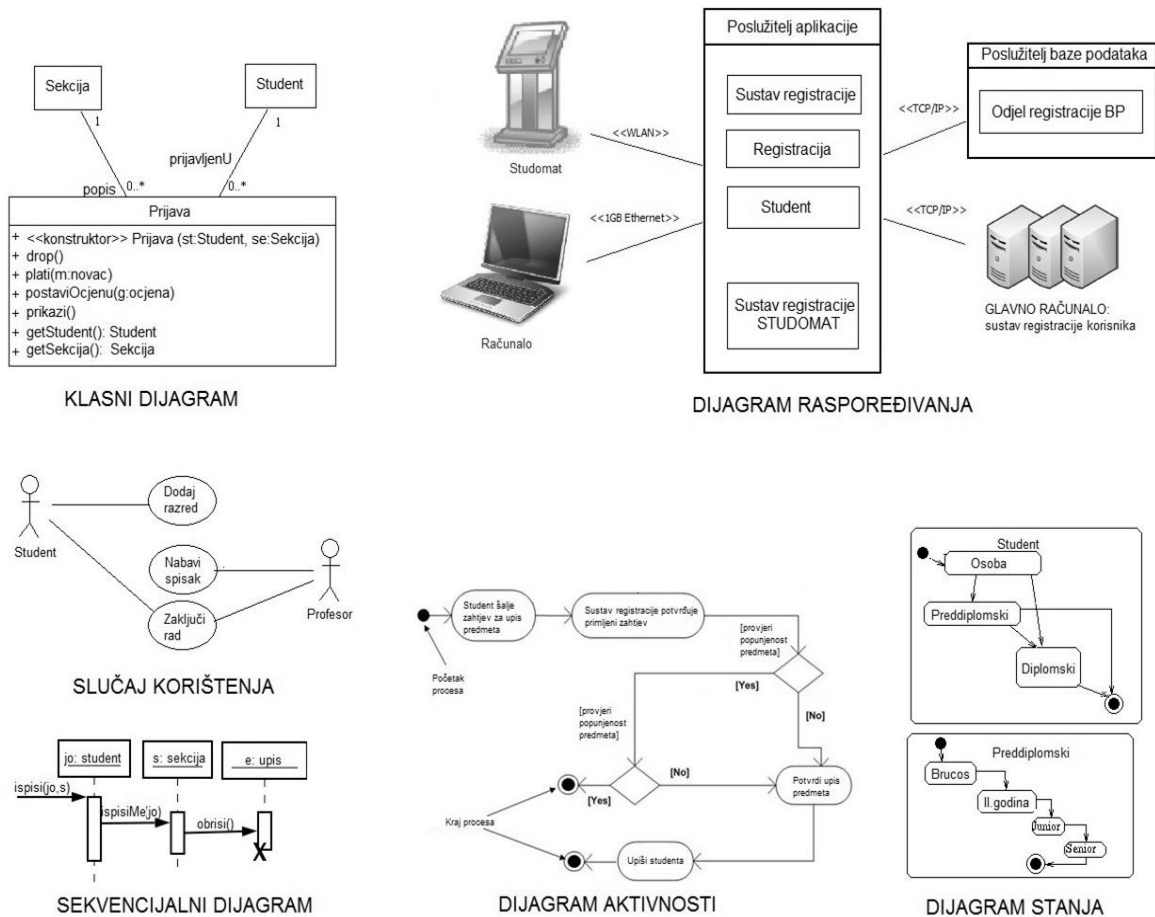 Sekcija
Student
1
1
prijavljenU
popis
0..*
0..*
Prijava
+ <<konstruktor>> Prijava (st:Student, se:Sekcija)
+ drop()
+ plati(m:novac)
+ postaviOcjenu(g:ocjena)
+ prikazi()
+ getStudent(): Student
+ getSekcija(): Sekcija
KLASNI DIJAGRAM
Studomat
<<WLAN>>
Računalo
<<1GB Ethernet>>
Poslužitelj aplikacije
Sustav registracije
Registracija
Student
Sustav registracije
STUDOMAT
<<TCP/IP>>
Poslužitelj baze podataka
Odjel registracije BP
<<TCP/IP>>
GLAVNO RAČUNALO:
sustav registracije korisnika
DIJAGRAM RASPOREĐIVANJA
Student
Dodaj
razred
Nabavi
spisak
Zaključi
rad
Profesor
SLUČAJ KORIŠTENJA
jo: student
s: sekcija
e: upis
ispisi(jo,s)
ispisiMe'jo)
obrisi()
X
SEKVENCIJALNI DIJAGRAM
Student šalje
zahtjev za upis
predmeta
Sustav registracije potvrđuje
primljeni zahtjev
Početak
procesa
[provjeri
popunjenost
predmeta]
[Yes]
[No]
[provjeri
popunjenost
predmeta]
[No]
[Yes]
Potvrdi upis
predmeta
Kraj procesa
Upiši studenta
DIJAGRAM AKTIVNOSTI
Student
Osoba
Preddiplomski
Diplomski
Preddiplomski
Brucos
II.godina
Junior
Senior
DIJAGRAM STANJA